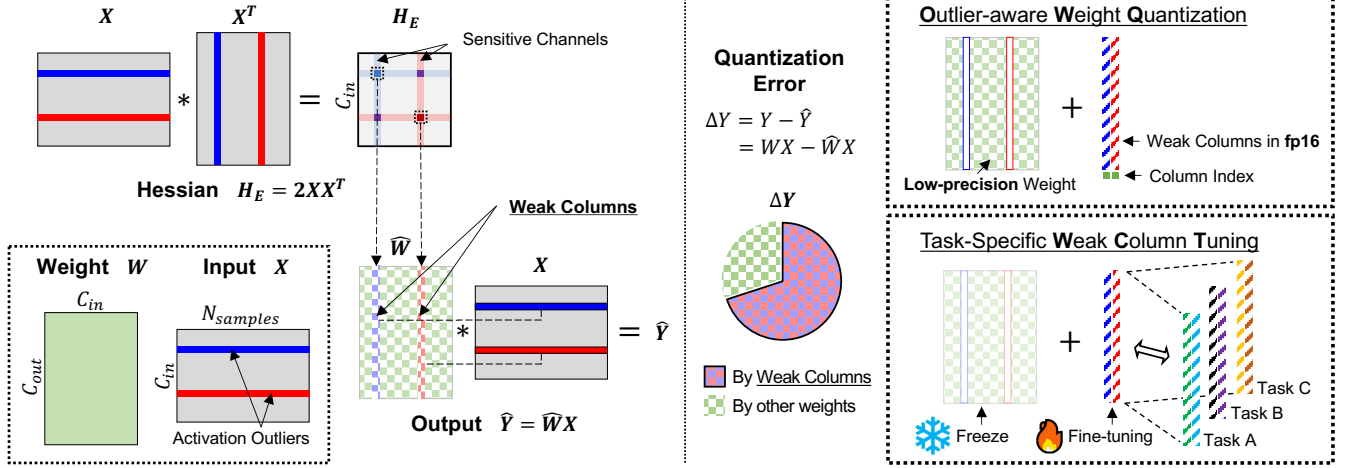 X
X^T
H_E
Sensitive Channels
C_in
*
=
Hessian H_E = 2XX^T
Weak Columns
Ŵ
X
*
= Ŷ
Output Ŷ = ŴX
Weight W
Input X
C_in
N_samples
C_out
C_in
Activation Outliers
Quantization
Error
ΔY = Y − Ŷ
= WX − ŴX
ΔY
By Weak Columns
By other weights
Outlier-aware Weight Quantization
+
Weak Columns in fp16
Low-precision Weight
Column Index
Task-Specific Weak Column Tuning
+
Task C
Task B
Task A
Freeze
Fine-tuning